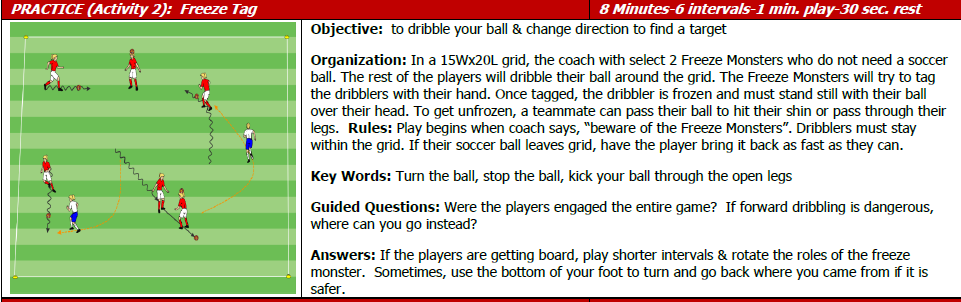 PRACTICE (Activity 2):  Freeze Tag
8 Minutes-6 intervals-1 min. play-30 sec. rest
Objective:  to dribble your ball & change direction to find a target
Organization: In a 15Wx20L grid, the coach with select 2 Freeze Monsters who do not need a soccer
ball. The rest of the players will dribble their ball around the grid. The Freeze Monsters will try to tag
the dribblers with their hand. Once tagged, the dribbler is frozen and must stand still with their ball
over their head. To get unfrozen, a teammate can pass their ball to hit their shin or pass through their
legs.  Rules: Play begins when coach says, “beware of the Freeze Monsters”. Dribblers must stay
within the grid. If their soccer ball leaves grid, have the player bring it back as fast as they can.
Key Words: Turn the ball, stop the ball, kick your ball through the open legs
Guided Questions: Were the players engaged the entire game?  If forward dribbling is dangerous,
where can you go instead?
Answers: If the players are getting board, play shorter intervals & rotate the roles of the freeze
monster.  Sometimes, use the bottom of your foot to turn and go back where you came from if it is
safer.